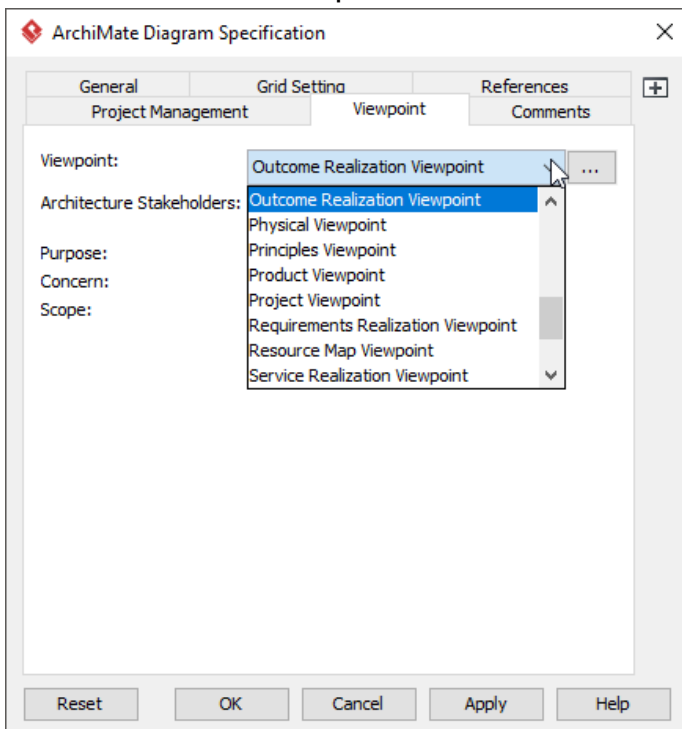 ArchiMate Diagram Specification
General Grid Setting References
Project Management Viewpoint Comments
Viewpoint: Outcome Realization Viewpoint ...
Architecture Stakeholders: Outcome Realization Viewpoint
Physical Viewpoint
Purpose: Principles Viewpoint
Concern: Product Viewpoint
Scope: Project Viewpoint
Requirements Realization Viewpoint
Resource Map Viewpoint
Service Realization Viewpoint
Reset OK Cancel Apply Help